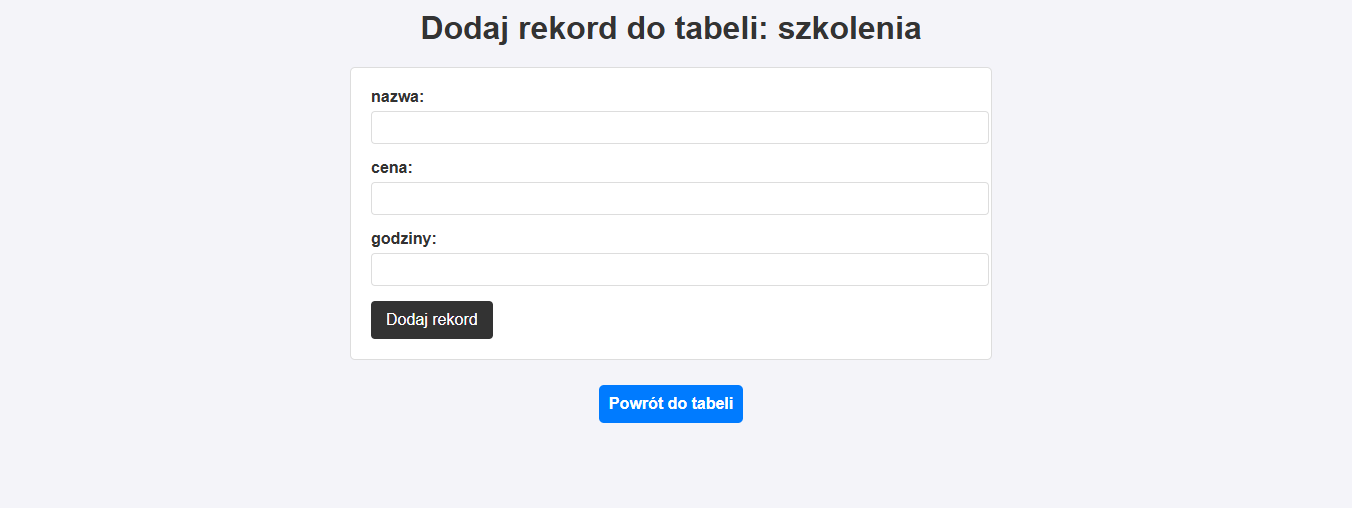 Dodaj rekord do tabeli: szkolenia
nazwa:
cena:
godziny:
Dodaj rekord
Powrót do tabeli